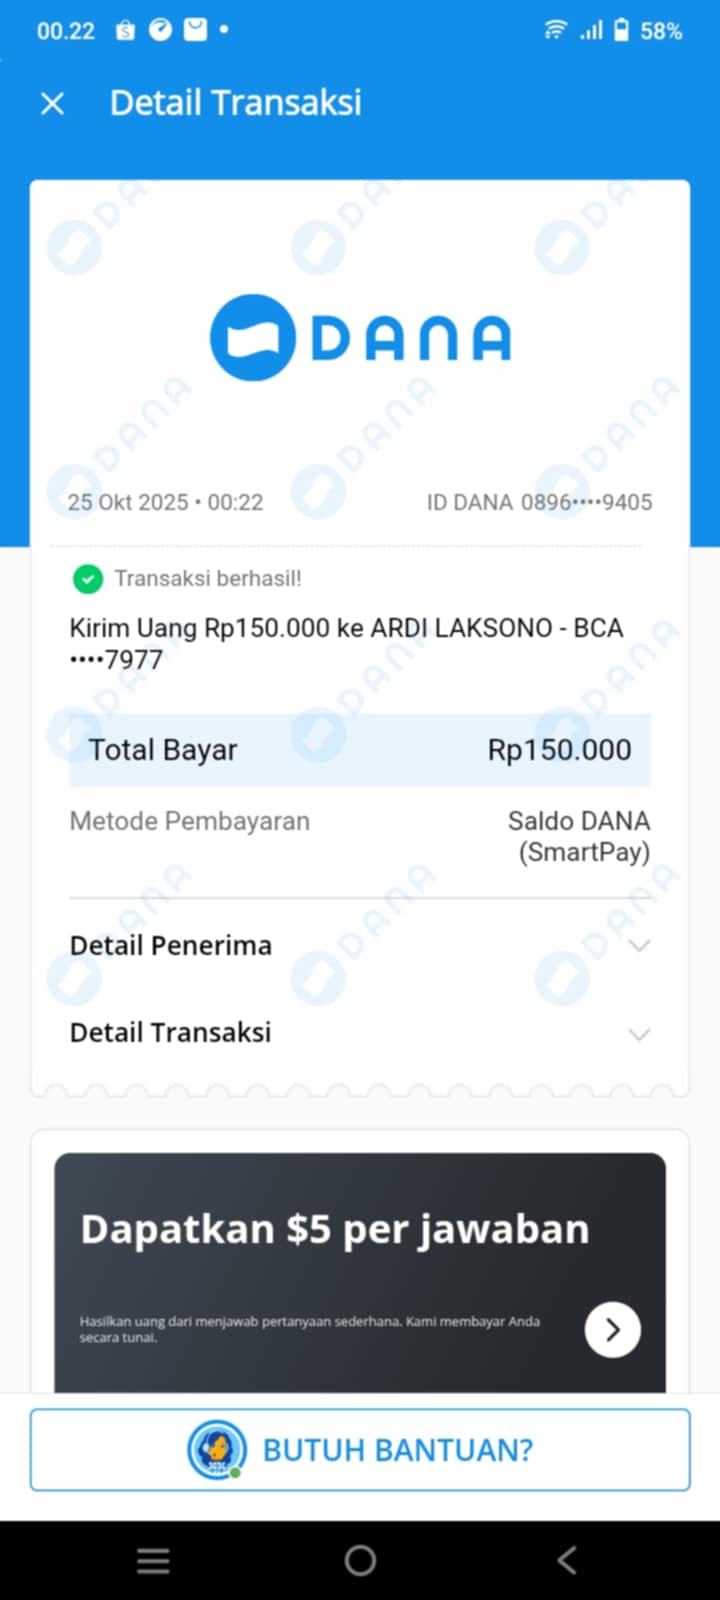 00.22
58%
Detail Transaksi
DANA
25 Okt 2025 • 00:22
ID DANA 0896••••9405
Transaksi berhasil!
Kirim Uang Rp150.000 ke ARDI LAKSONO - BCA
••••7977
Total Bayar
Rp150.000
Metode Pembayaran
Saldo DANA
(SmartPay)
Detail Penerima
Detail Transaksi
Dapatkan $5 per jawaban
Hasilkan uang dari menjawab pertanyaan sederhana. Kami membayar Anda
secara tunai.
BUTUH BANTUAN?